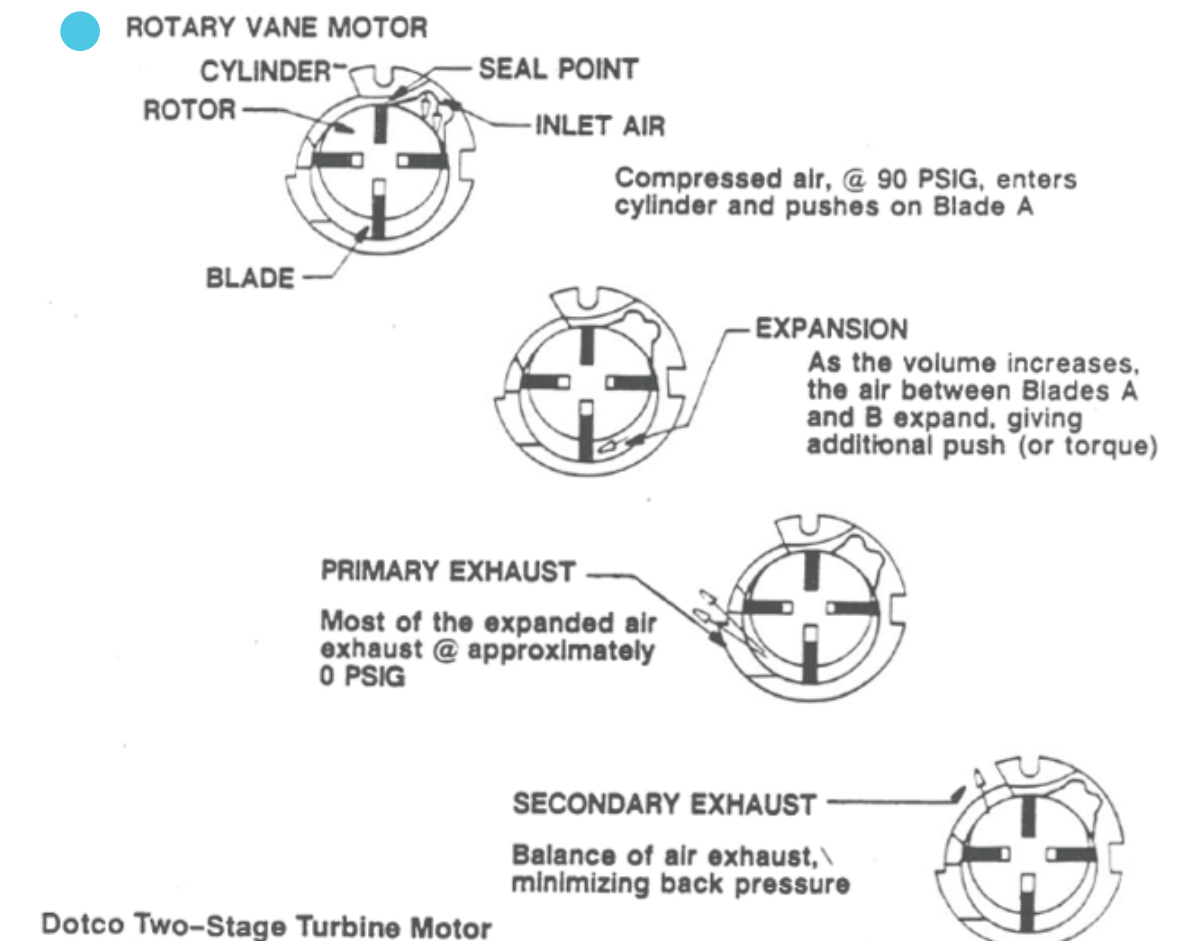 ROTARY VANE MOTOR
CYLINDER
SEAL POINT
ROTOR
INLET AIR
Compressed air, @ 90 PSIG, enters
cylinder and pushes on Blade A
BLADE
EXPANSION
As the volume increases,
the air between Blades A
and B expand, giving
additional push (or torque)
PRIMARY EXHAUST
Most of the expanded air
exhaust @ approximately
0 PSIG
SECONDARY EXHAUST
Balance of air exhaust,
minimizing back pressure
Dotco Two-Stage Turbine Motor